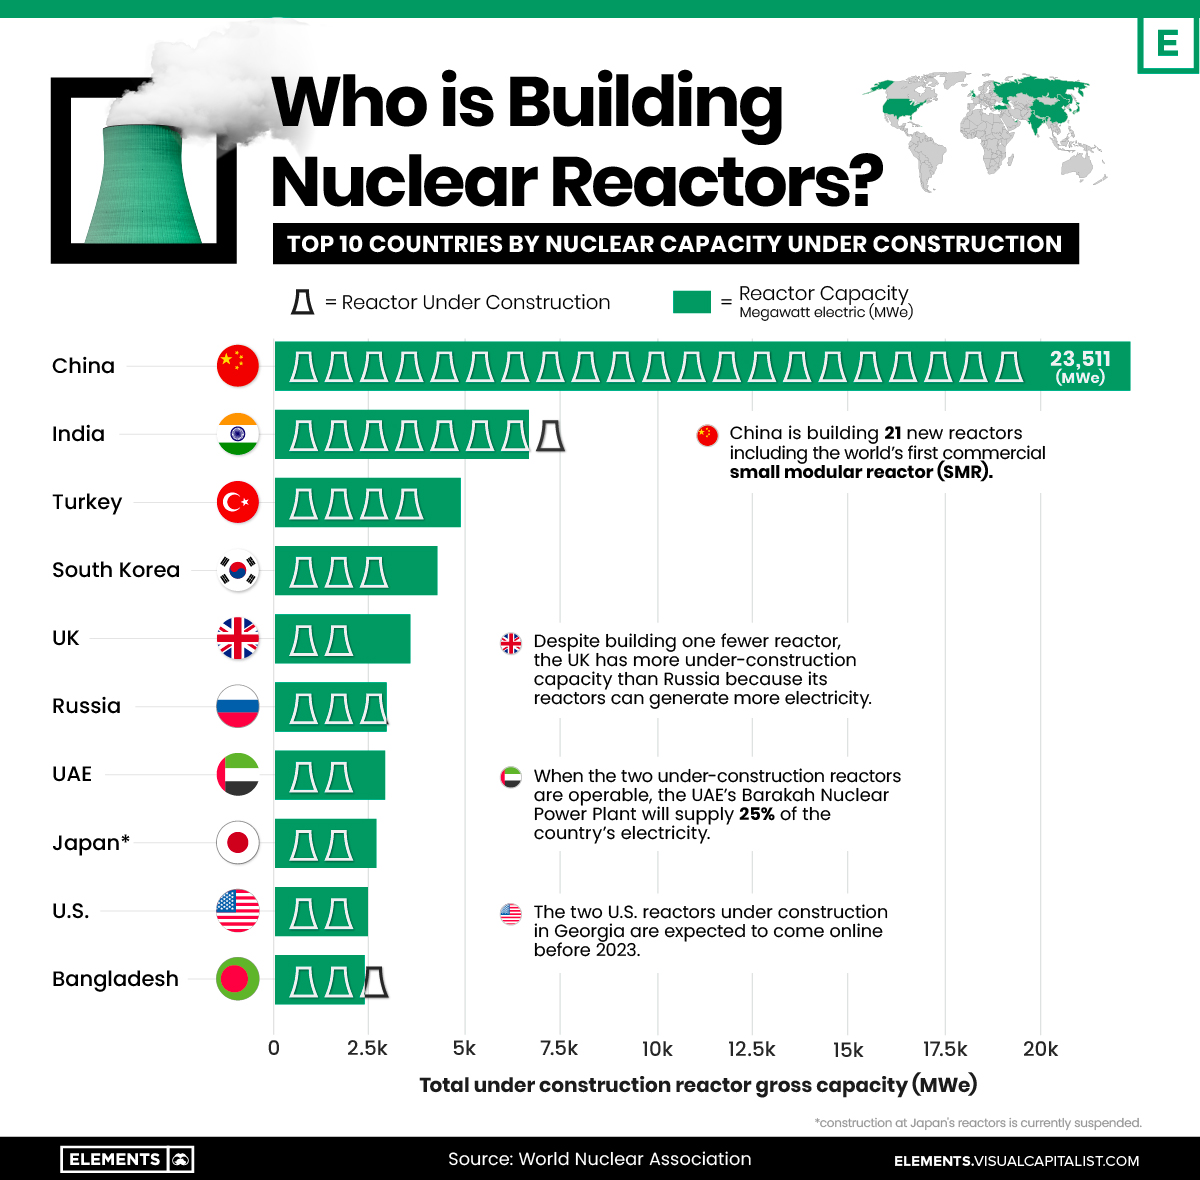 E
Who is Building
Nuclear Reactors?
TOP 10 COUNTRIES BY NUCLEAR CAPACITY UNDER CONSTRUCTION
= Reactor Under Construction
= Reactor Capacity
Megawatt electric (MWe)
China
23,511
(MWe)
India
China is building 21 new reactors
including the world's first commercial
small modular reactor (SMR).
Turkey
South Korea
UK
Despite building one fewer reactor,
the UK has more under-construction
capacity than Russia because its
reactors can generate more electricity.
Russia
UAE
When the two under-construction reactors
are operable, the UAE's Barakah Nuclear
Power Plant will supply 25% of the
country's electricity.
Japan*
U.S.
The two U.S. reactors under construction
in Georgia are expected to come online
before 2023.
Bangladesh
0 2.5k 5k 7.5k 10k 12.5k 15k 17.5k 20k
Total under construction reactor gross capacity (MWe)
*construction at Japan's reactors is currently suspended.
ELEMENTS
Source: World Nuclear Association
ELEMENTS.VISUALCAPITALIST.COM